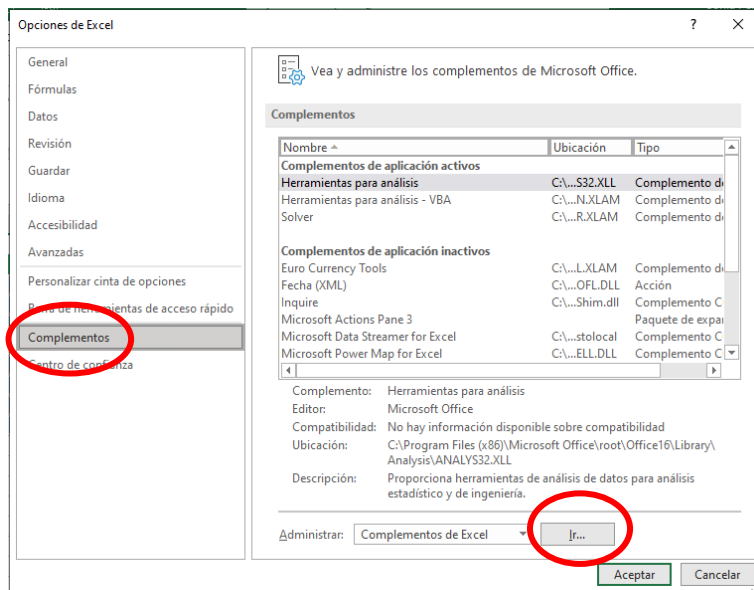 Opciones de Excel ? ×
General
Fórmulas
Datos
Revisión
Guardar
Idioma
Accesibilidad
Avanzadas
Personalizar cinta de opciones
Barra de herramientas de acceso rápido
Complementos
Centro de confianza
Vea y administre los complementos de Microsoft Office.
Complementos
Nombre Ubicación Tipo
Complementos de aplicación activos
Herramientas para análisis C:\...S32.XLL Complemento de
Herramientas para análisis - VBA C:\...N.XLAM Complemento de
Solver C:\...R.XLAM Complemento de
Complementos de aplicación inactivos
Euro Currency Tools C:\...L.XLAM Complemento de
Fecha (XML) C:\...OFL.DLL Acción
Inquire C:\...Shim.dll Complemento C
Microsoft Actions Pane 3 Paquete de expan
Microsoft Data Streamer for Excel C:\...stolocal Complemento C
Microsoft Power Map for Excel C:\...ELL.DLL Complemento C
Complemento: Herramientas para análisis
Editor: Microsoft Office
Compatibilidad: No hay información disponible sobre compatibilidad
Ubicación: C:\Program Files (x86)\Microsoft Office\root\Office16\Library\
Analysis\ANALYS32.XLL
Descripción: Proporciona herramientas de análisis de datos para análisis
estadístico y de ingeniería.
Administrar: Complementos de Excel Ir...
Aceptar Cancelar